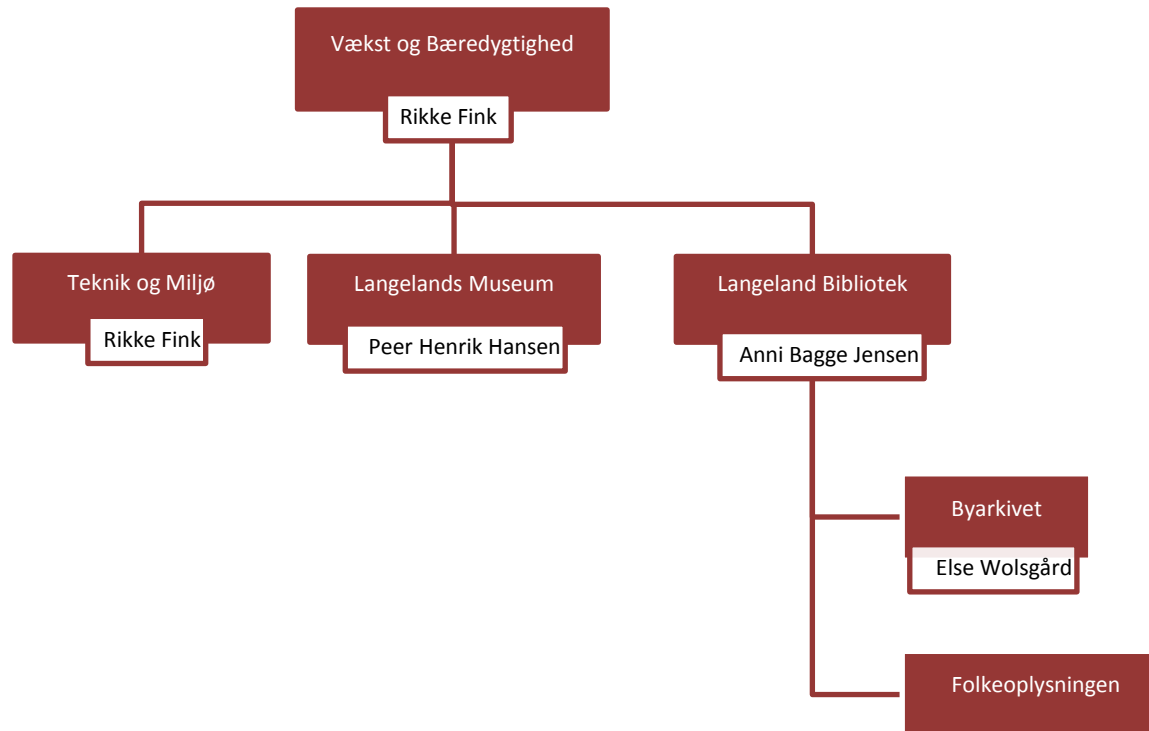 Vækst og Bæredygtighed
Rikke Fink
Teknik og Miljø
Rikke Fink
Langelands Museum
Peer Henrik Hansen
Langeland Bibliotek
Anni Bagge Jensen
Byarkivet
Else Wolsgård
Folkeoplysningen